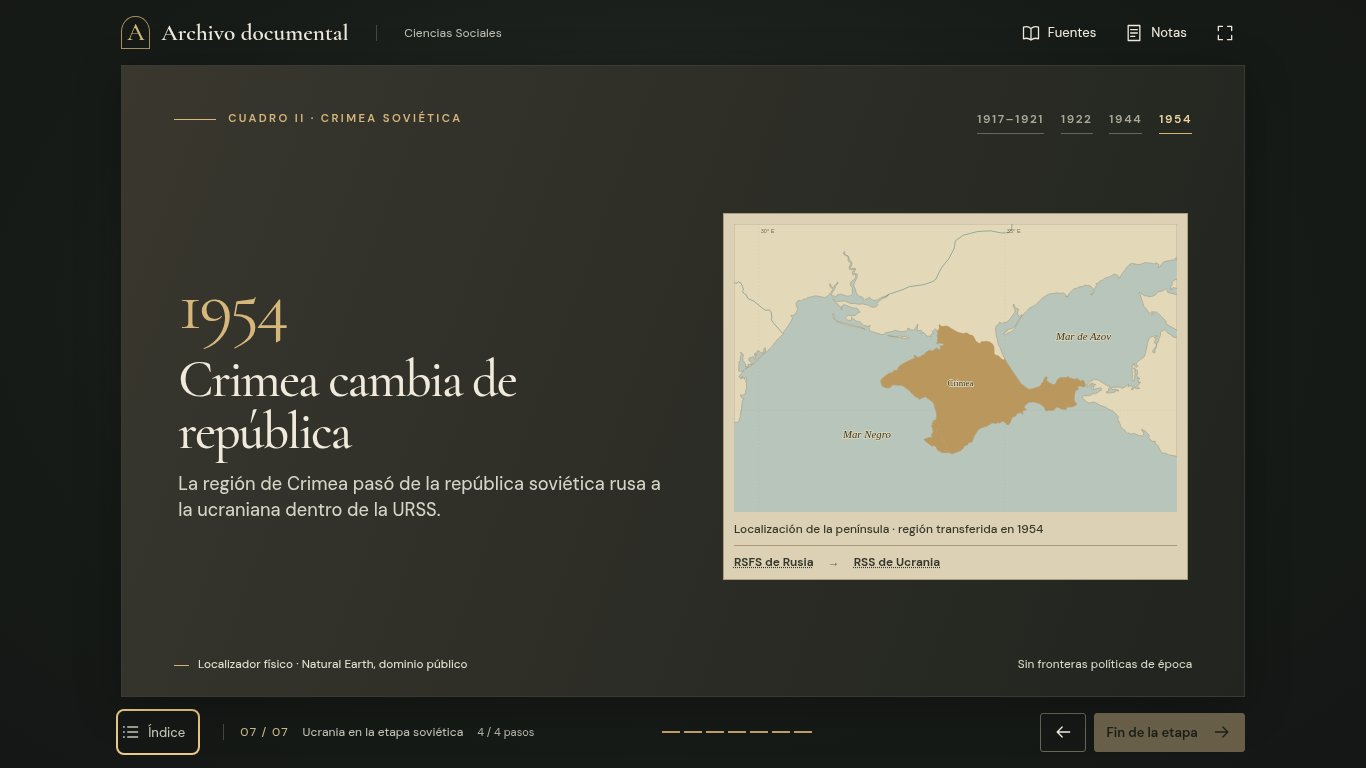 A Archivo documental
Ciencias Sociales
Fuentes
Notas
CUADRO II · CRIMEA SOVIÉTICA
1917–1921 1922 1944 1954
1954
Crimea cambia de
república
La región de Crimea pasó de la república soviética rusa a
la ucraniana dentro de la URSS.
30° E
35° E
Mar de Azov
Crimea
Mar Negro
Localización de la península · región transferida en 1954
RSFS de Rusia → RSS de Ucrania
Localizador físico · Natural Earth, dominio público
Sin fronteras políticas de época
Índice
07 / 07 Ucrania en la etapa soviética 4 / 4 pasos
Fin de la etapa